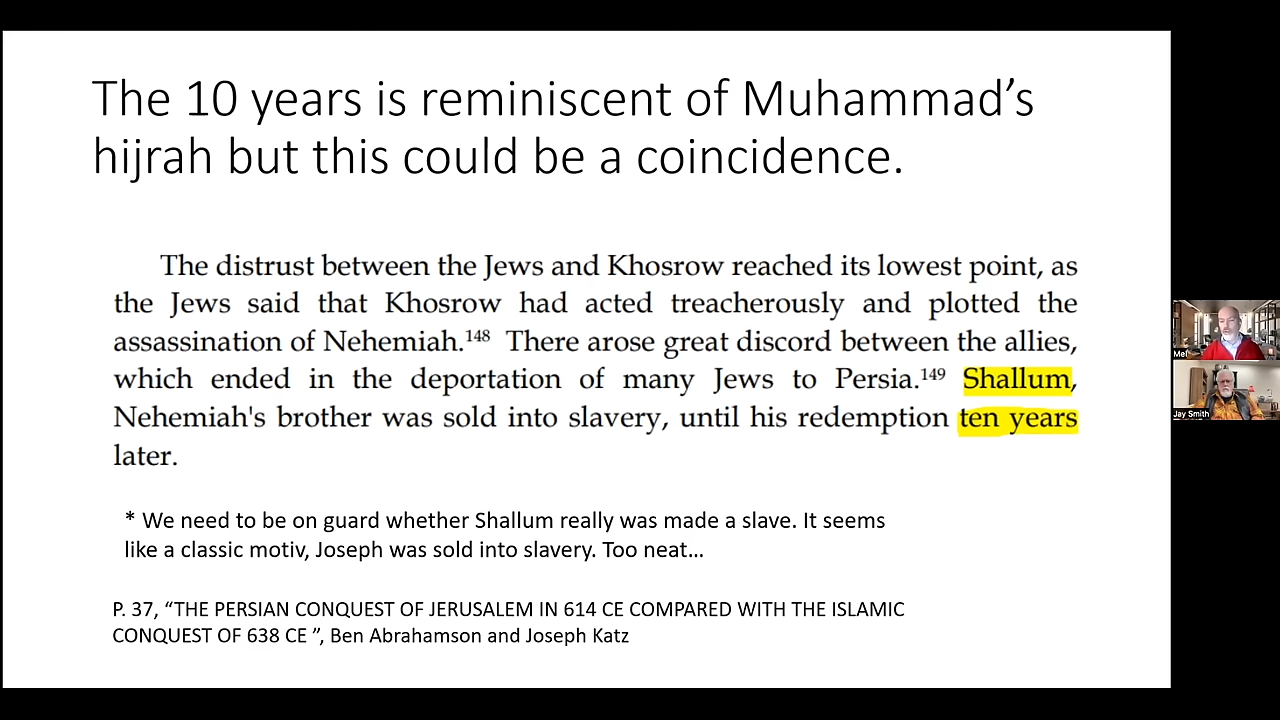 The 10 years is reminiscent of Muhammad’s
hijrah but this could be a coincidence.
The distrust between the Jews and Khosrow reached its lowest point, as
the Jews said that Khosrow had acted treacherously and plotted the
assassination of Nehemiah.148 There arose great discord between the allies,
which ended in the deportation of many Jews to Persia.149 Shallum,
Nehemiah's brother was sold into slavery, until his redemption ten years
later.
* We need to be on guard whether Shallum really was made a slave. It seems
like a classic motiv, Joseph was sold into slavery. Too neat…
P. 37, “THE PERSIAN CONQUEST OF JERUSALEM IN 614 CE COMPARED WITH THE ISLAMIC
CONQUEST OF 638 CE ”, Ben Abrahamson and Joseph Katz
Mel
Jay Smith